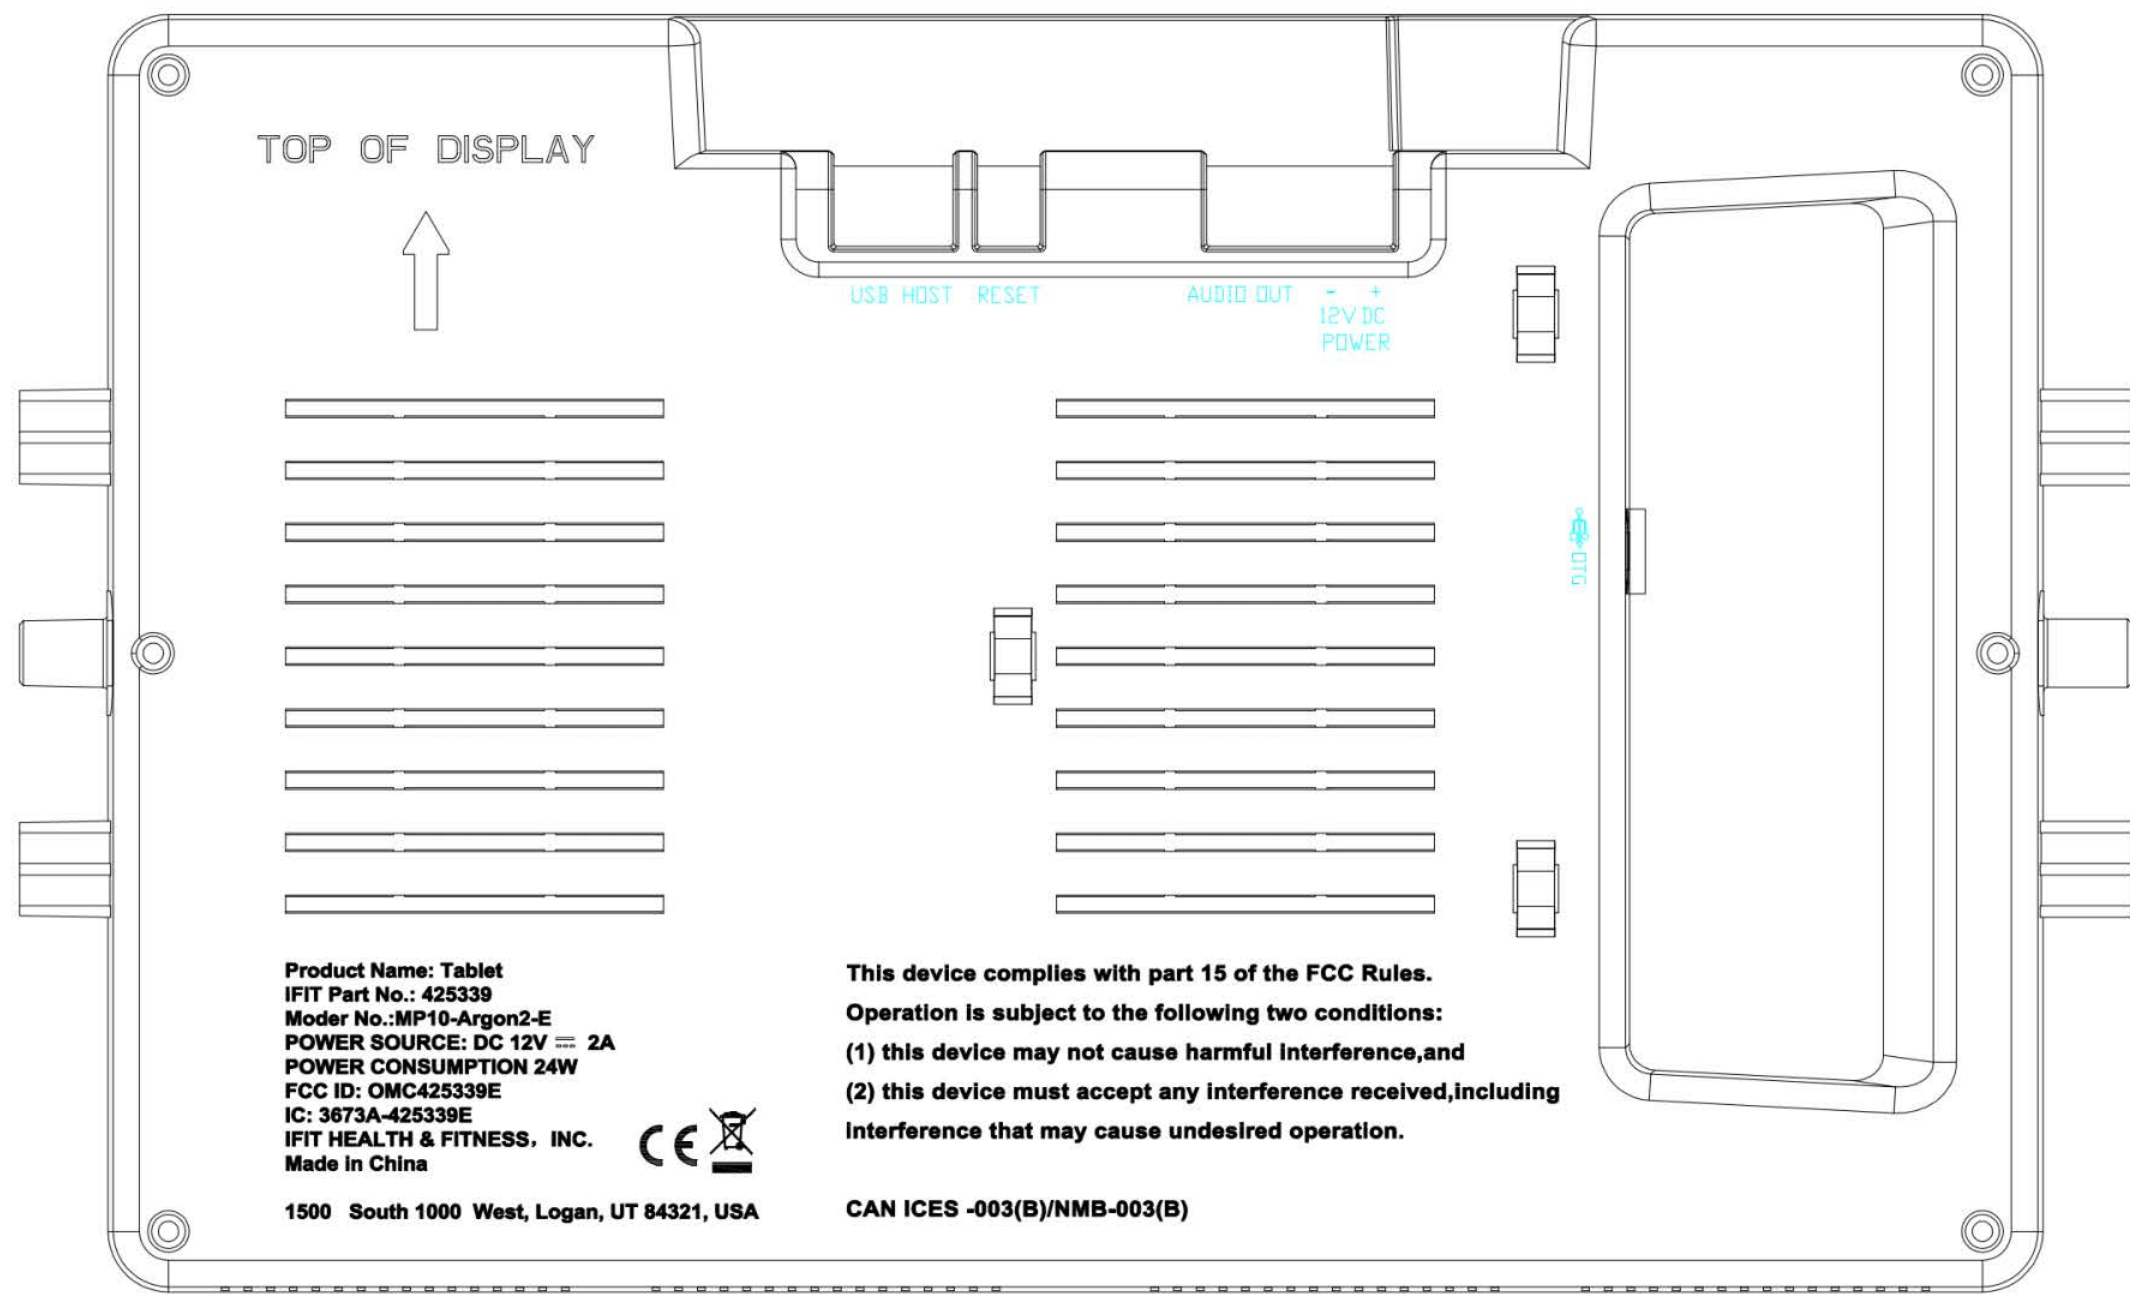 TOP OF DISPLAY
USB HOST RESET AUDIO OUT - +
12V DC
POWER
OTG
Product Name: Tablet
IFIT Part No.: 425339
Moder No.:MP10-Argon2-E
POWER SOURCE: DC 12V ⎓ 2A
POWER CONSUMPTION 24W
FCC ID: OMC425339E
IC: 3673A-425339E
IFIT HEALTH & FITNESS, INC.
Made in China
CE
1500 South 1000 West, Logan, UT 84321, USA
This device complies with part 15 of the FCC Rules.
Operation is subject to the following two conditions:
(1) this device may not cause harmful interference,and
(2) this device must accept any interference received,including
interference that may cause undesired operation.
CAN ICES -003(B)/NMB-003(B)